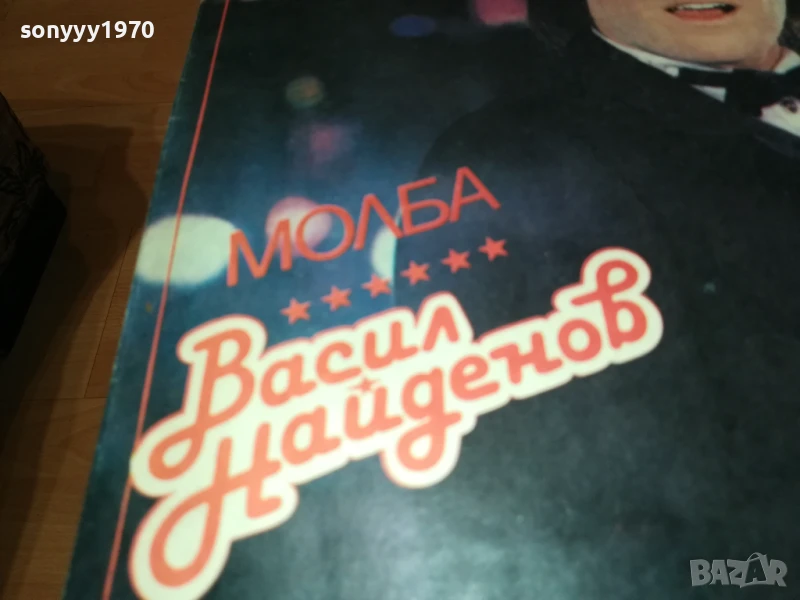 sonyyy1970
МОЛБА
Васил
Найденов
BAZAR